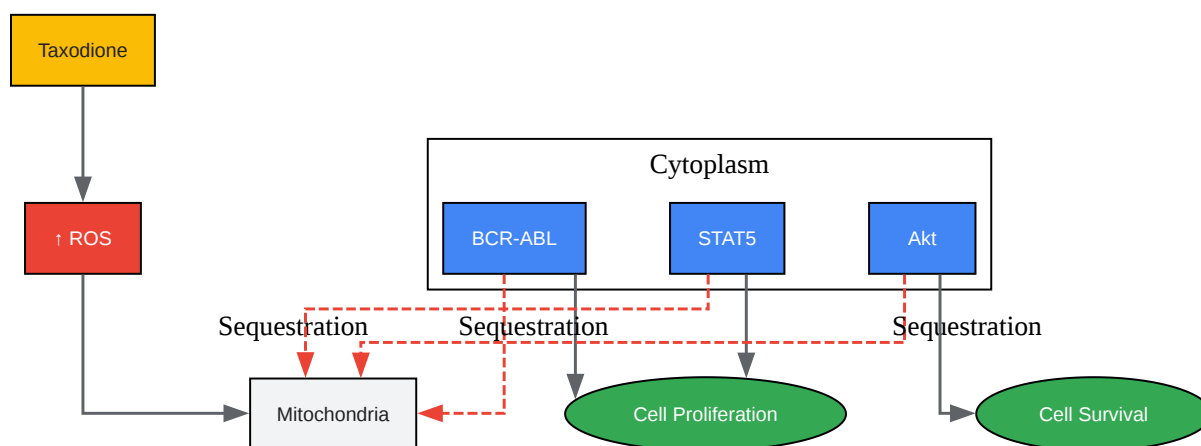 Taxodione
Cytoplasm
↑ ROS
BCR-ABL
STAT5
Akt
Sequestration
Sequestration
Sequestration
Mitochondria
Cell Proliferation
Cell Survival